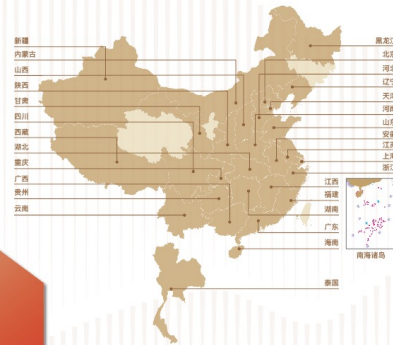 新疆
内蒙古
山西
陕西
甘肃
四川
西藏
湖北
重庆
广西
贵州
云南
黑龙江
北京
河北
辽宁
天津
河南
山东
安徽
江苏
上海
浙江
江西
福建
湖南
广东
海南
泰国
南海诸岛